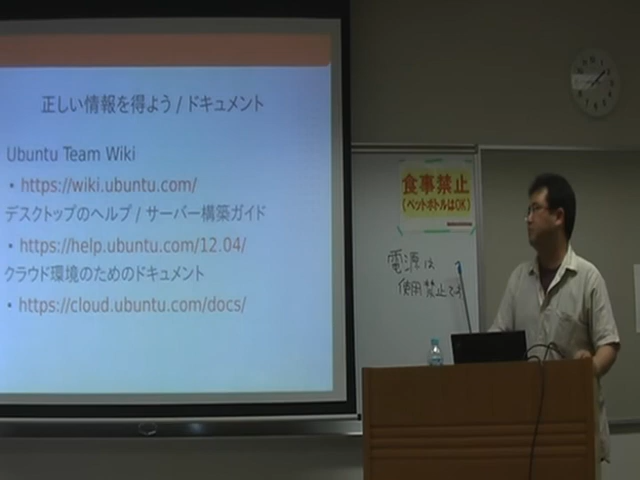 正しい情報を得よう / ドキュメント
Ubuntu Team Wiki
・https://wiki.ubuntu.com/
デスクトップのヘルプ / サーバー構築ガイド
・https://help.ubuntu.com/12.04/
クラウド環境のためのドキュメント
・https://cloud.ubuntu.com/docs/
食事禁止
(ペットボトルはOK)
電源は
使用禁止です